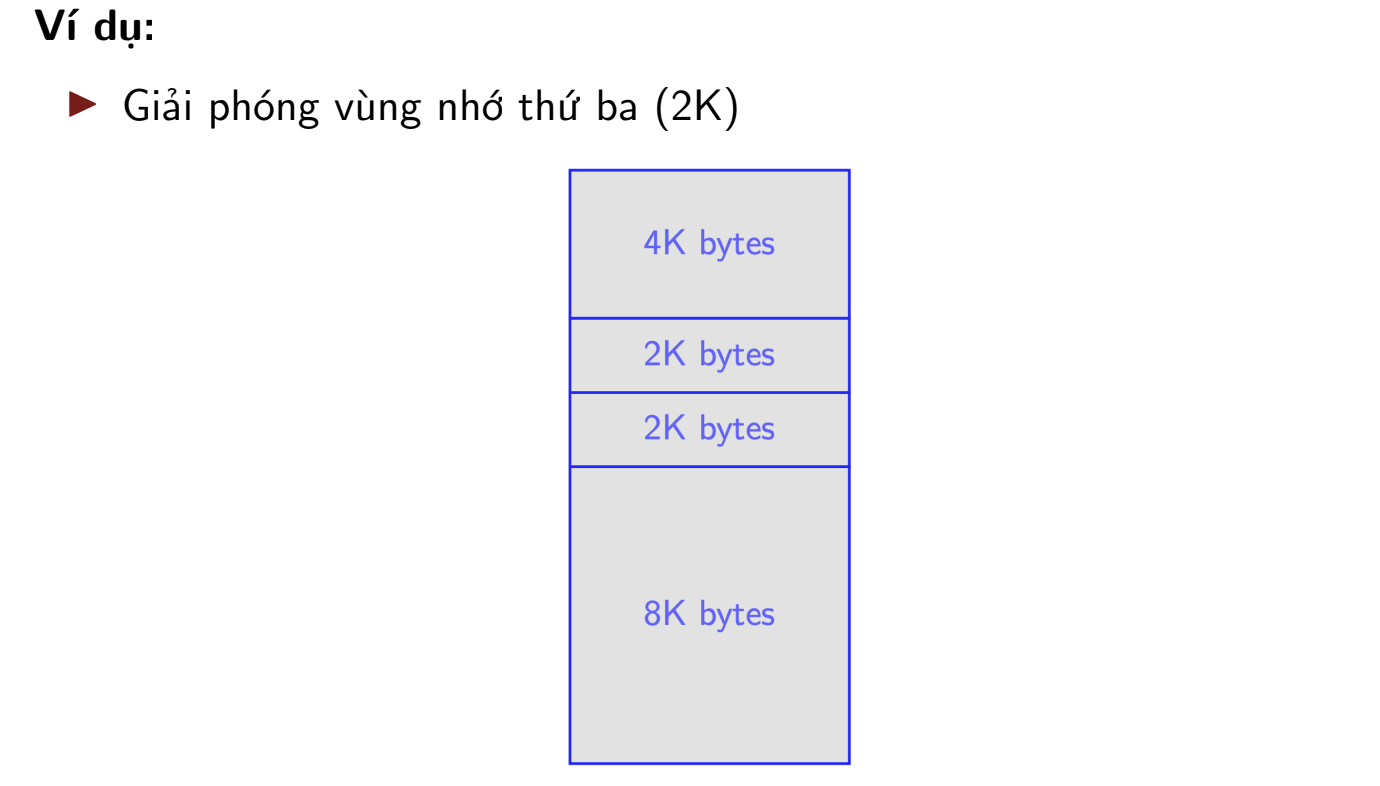 Ví dụ:
Giải phóng vùng nhớ thứ ba (2K)
4K bytes
2K bytes
2K bytes
8K bytes